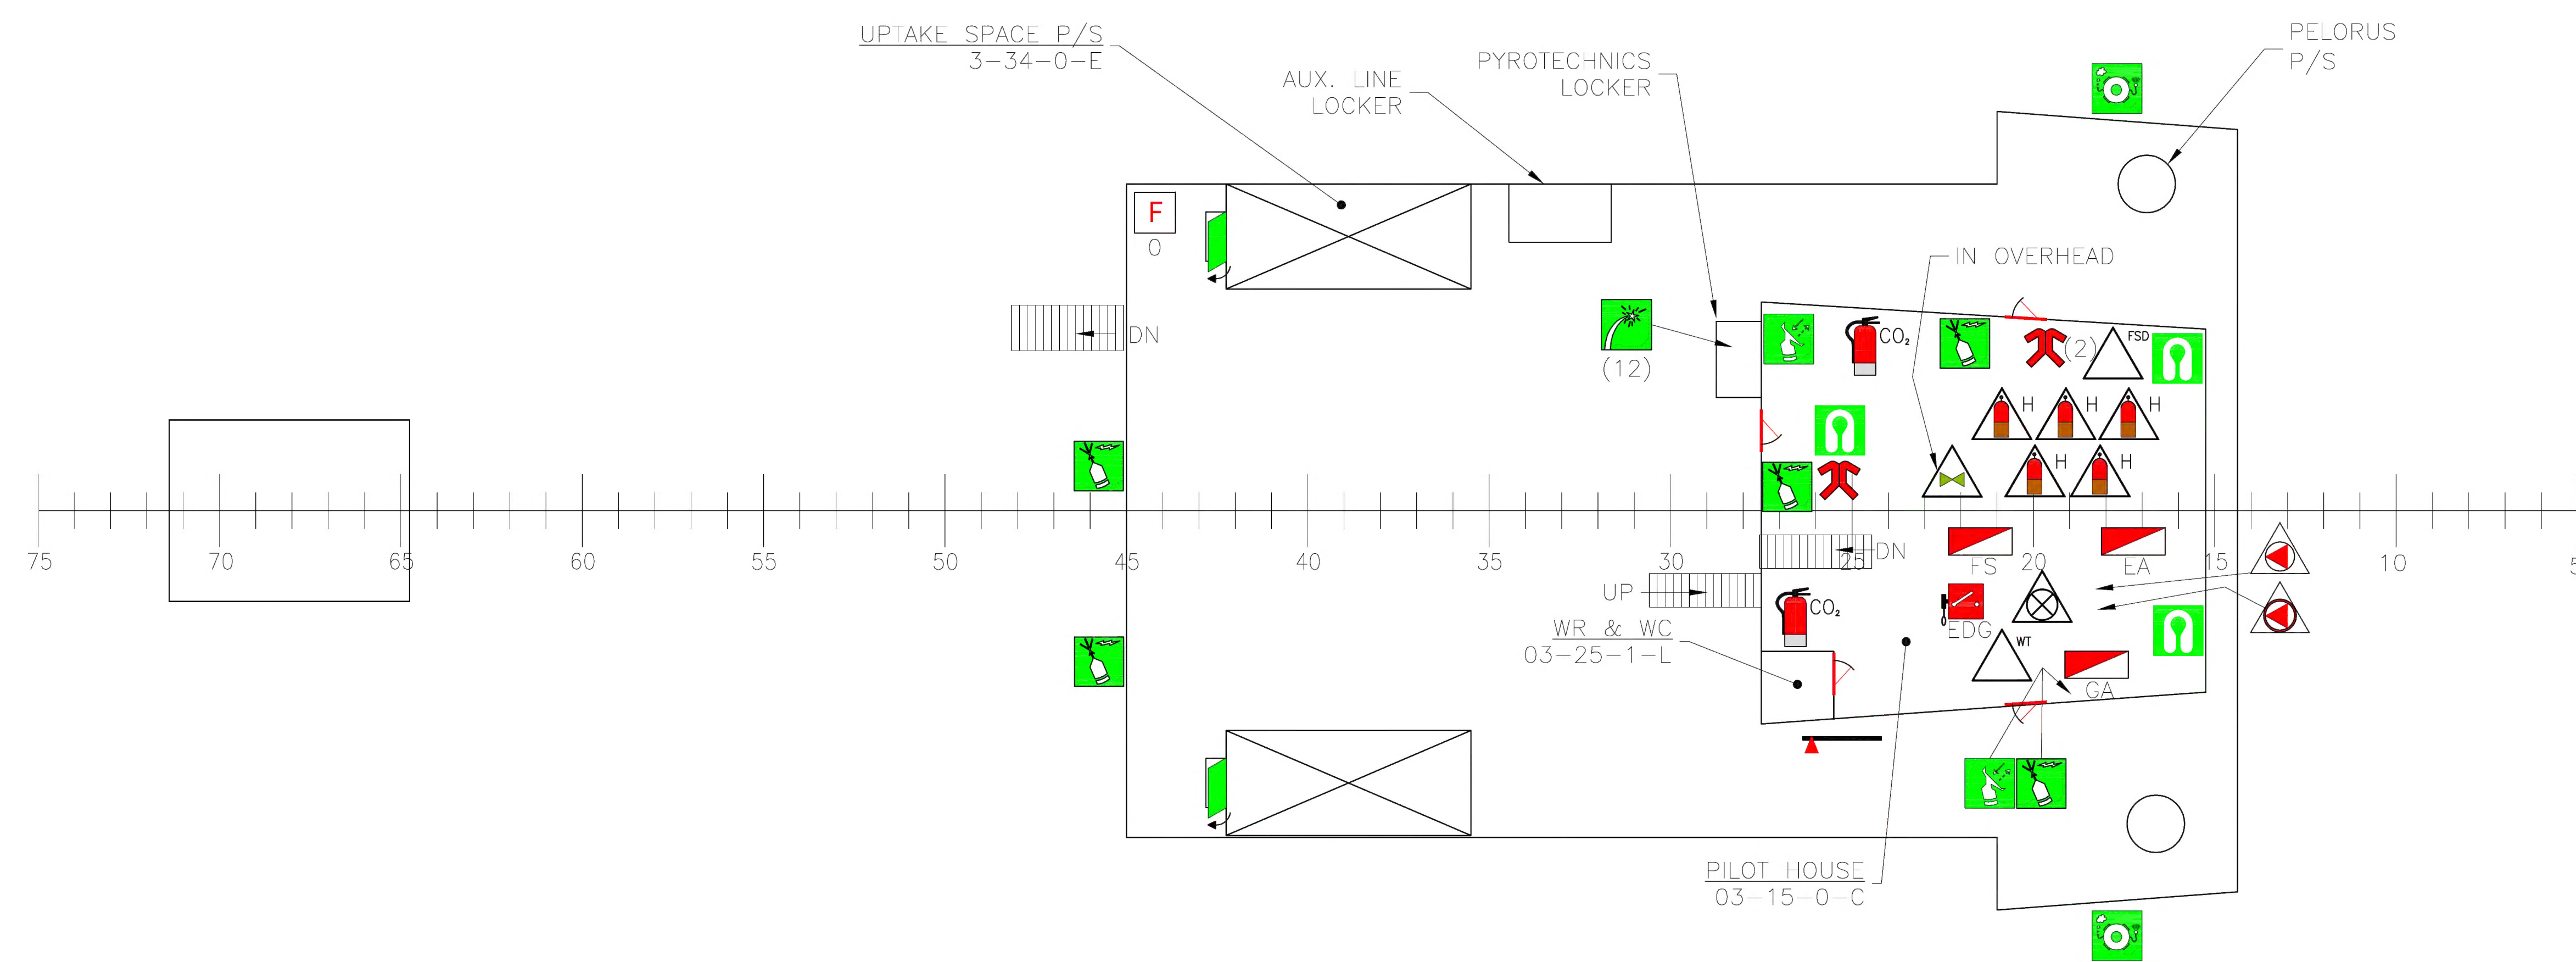 UPTAKE SPACE P/S
3-34-0-E
AUX. LINE
LOCKER
PYROTECHNICS
LOCKER
PELORUS
P/S
F
0
DN
IN OVERHEAD
(12)
CO₂
(2)
FSD
H
H
H
H
H
75
70
65
60
55
50
45
40
35
30
25
20
15
10
5
DN
FS
EA
UP
CO₂
EDG
WT
GA
WR & WC
03-25-1-L
PILOT HOUSE
03-15-0-C